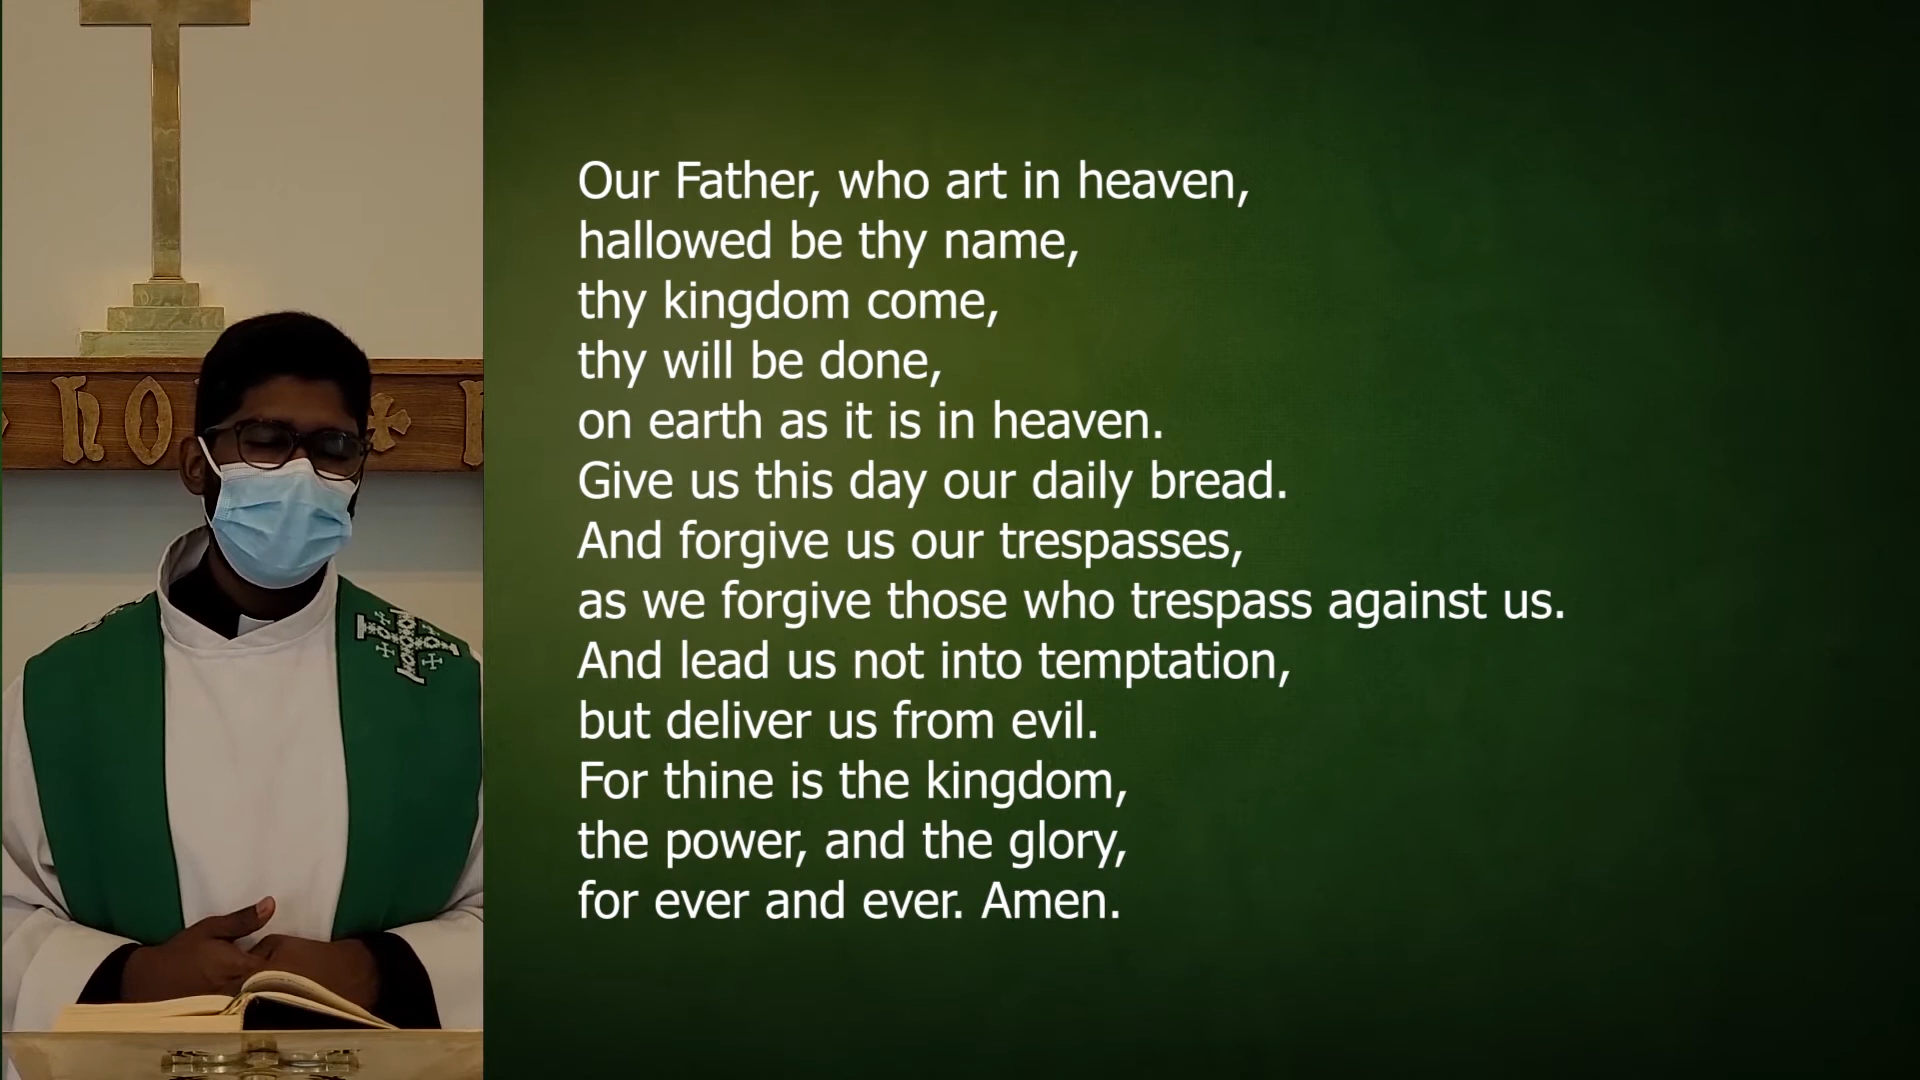 ho
Our Father, who art in heaven,
hallowed be thy name,
thy kingdom come,
thy will be done,
on earth as it is in heaven.
Give us this day our daily bread.
And forgive us our trespasses,
as we forgive those who trespass against us.
And lead us not into temptation,
but deliver us from evil.
For thine is the kingdom,
the power, and the glory,
for ever and ever. Amen.